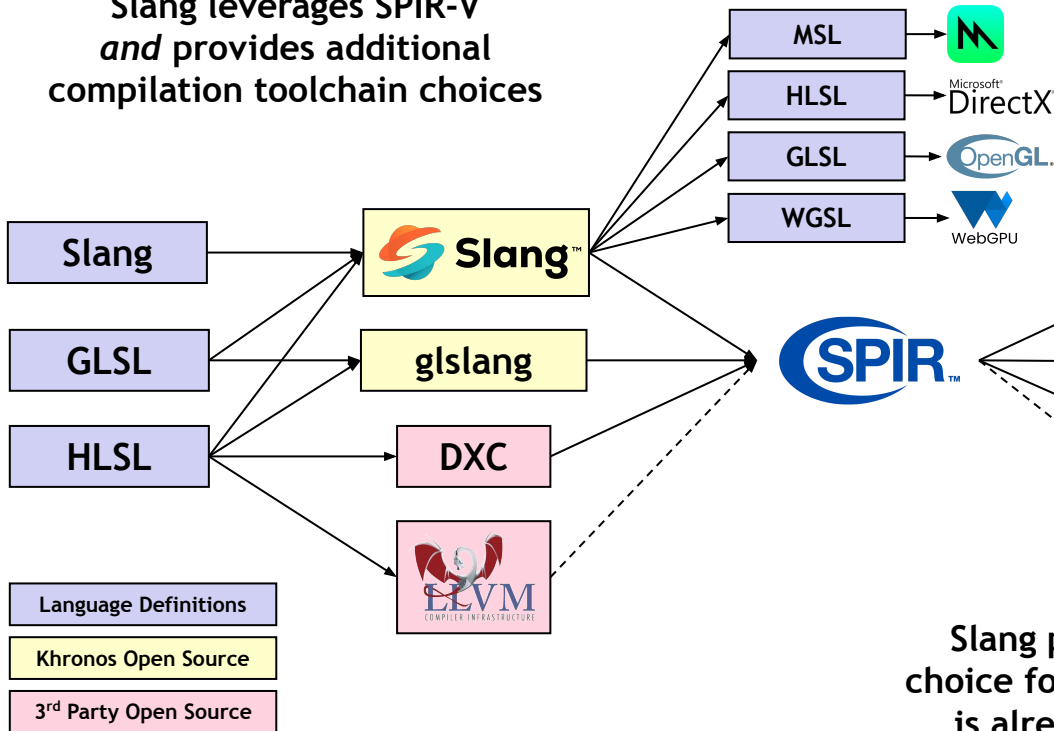 Slang leverages SPIR-V
and provides additional
compilation toolchain choices
MSL
HLSL
Microsoft®
DirectX
GLSL
OpenGL.
WGSL
WebGPU
Slang
Slang™
GLSL
glslang
SPIR™
HLSL
DXC
LLVM
COMPILER INFRASTRUCTURE
Language Definitions
Khronos Open Source
3rd Party Open Source
Slang p
choice fo
is alre